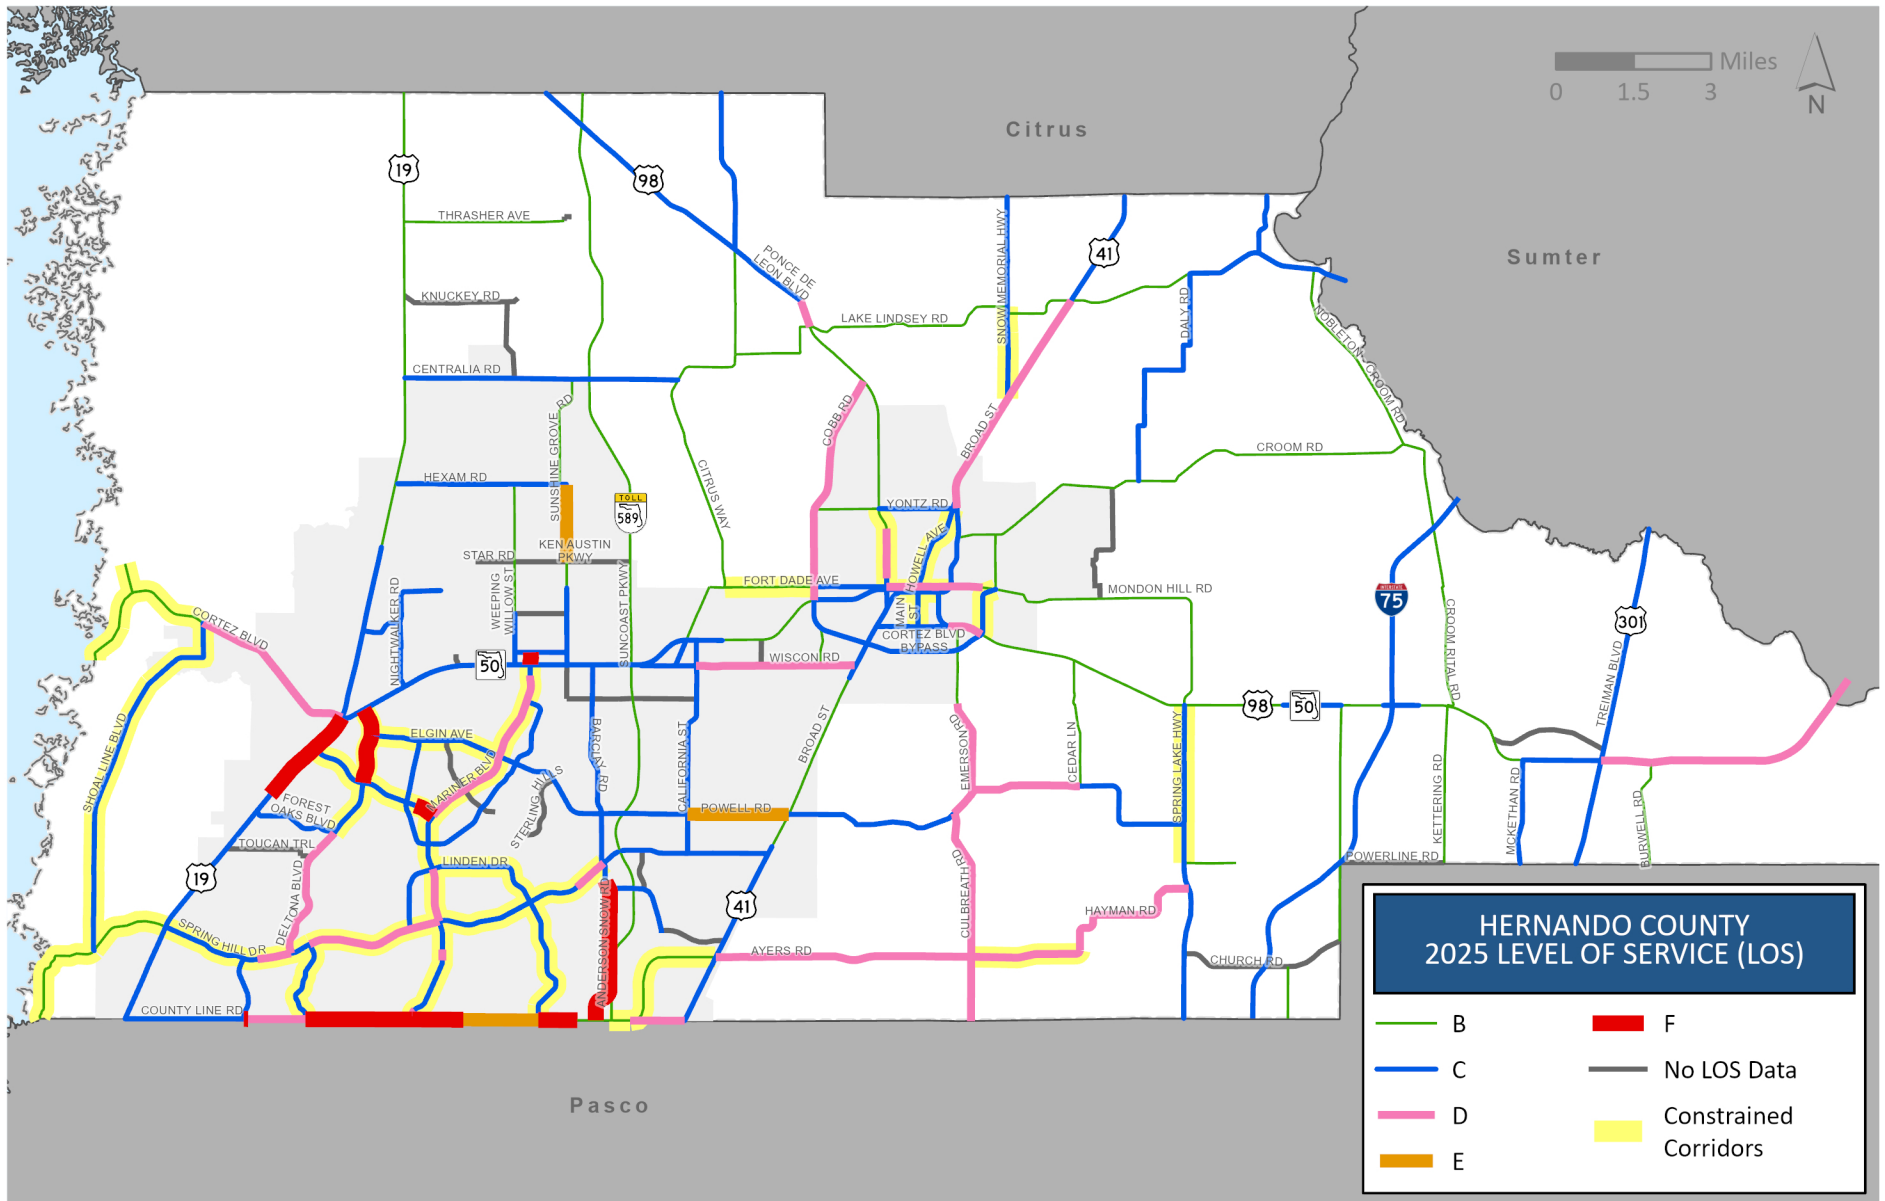 Miles
0 1.5 3
N
Citrus
Sumter
Pasco
19
98
THRASHER AVE
KNUCKEY RD
PONCE DE
LEON BLVD
LAKE LINDSEY RD
SNOW MEMORIAL HWY
41
DALY RD
NOBLETON CROOM RD
CENTRALIA RD
SUNSHINE GROVE RD
COBB RD
BROAD ST
CROOM RD
CITRUS WAY
HEXAM RD
TOLL
589
YONTZ RD
HOWELL AVE
KEN AUSTIN
PKWY
STAR RD
WEEPING
WILLOW ST
SUNCOAST PKWY
FORT DADE AVE
MONDON HILL RD
75
CROOM RITAL RD
301
NIGHTWALKER RD
MAIN
ST
CORTEZ BLVD
CORTEZ BLVD
BYPASS
50
WISCON RD
TREIMAN BLVD
98
50
SHOAL LINE BLVD
ELGIN AVE
MARINER BLVD
BARCLAY RD
CALIFORNIA ST
BROAD ST
EMERSON RD
CEDAR LN
SPRING LAKE HWY
KETTERING RD
MCKETHAN RD
BURWELL RD
STERLING HILLS
POWELL RD
FOREST
OAKS BLVD
TOUCAN TRL
LINDEN DR
POWERLINE RD
19
DELTONA BLVD
ANDERSON SNOW RD
41
CULBREATH RD
HAYMAN RD
SPRING HILL DR
AYERS RD
CHURCH RD
COUNTY LINE RD
HERNANDO COUNTY
2025 LEVEL OF SERVICE (LOS)
B
C
D
E
F
No LOS Data
Constrained
Corridors